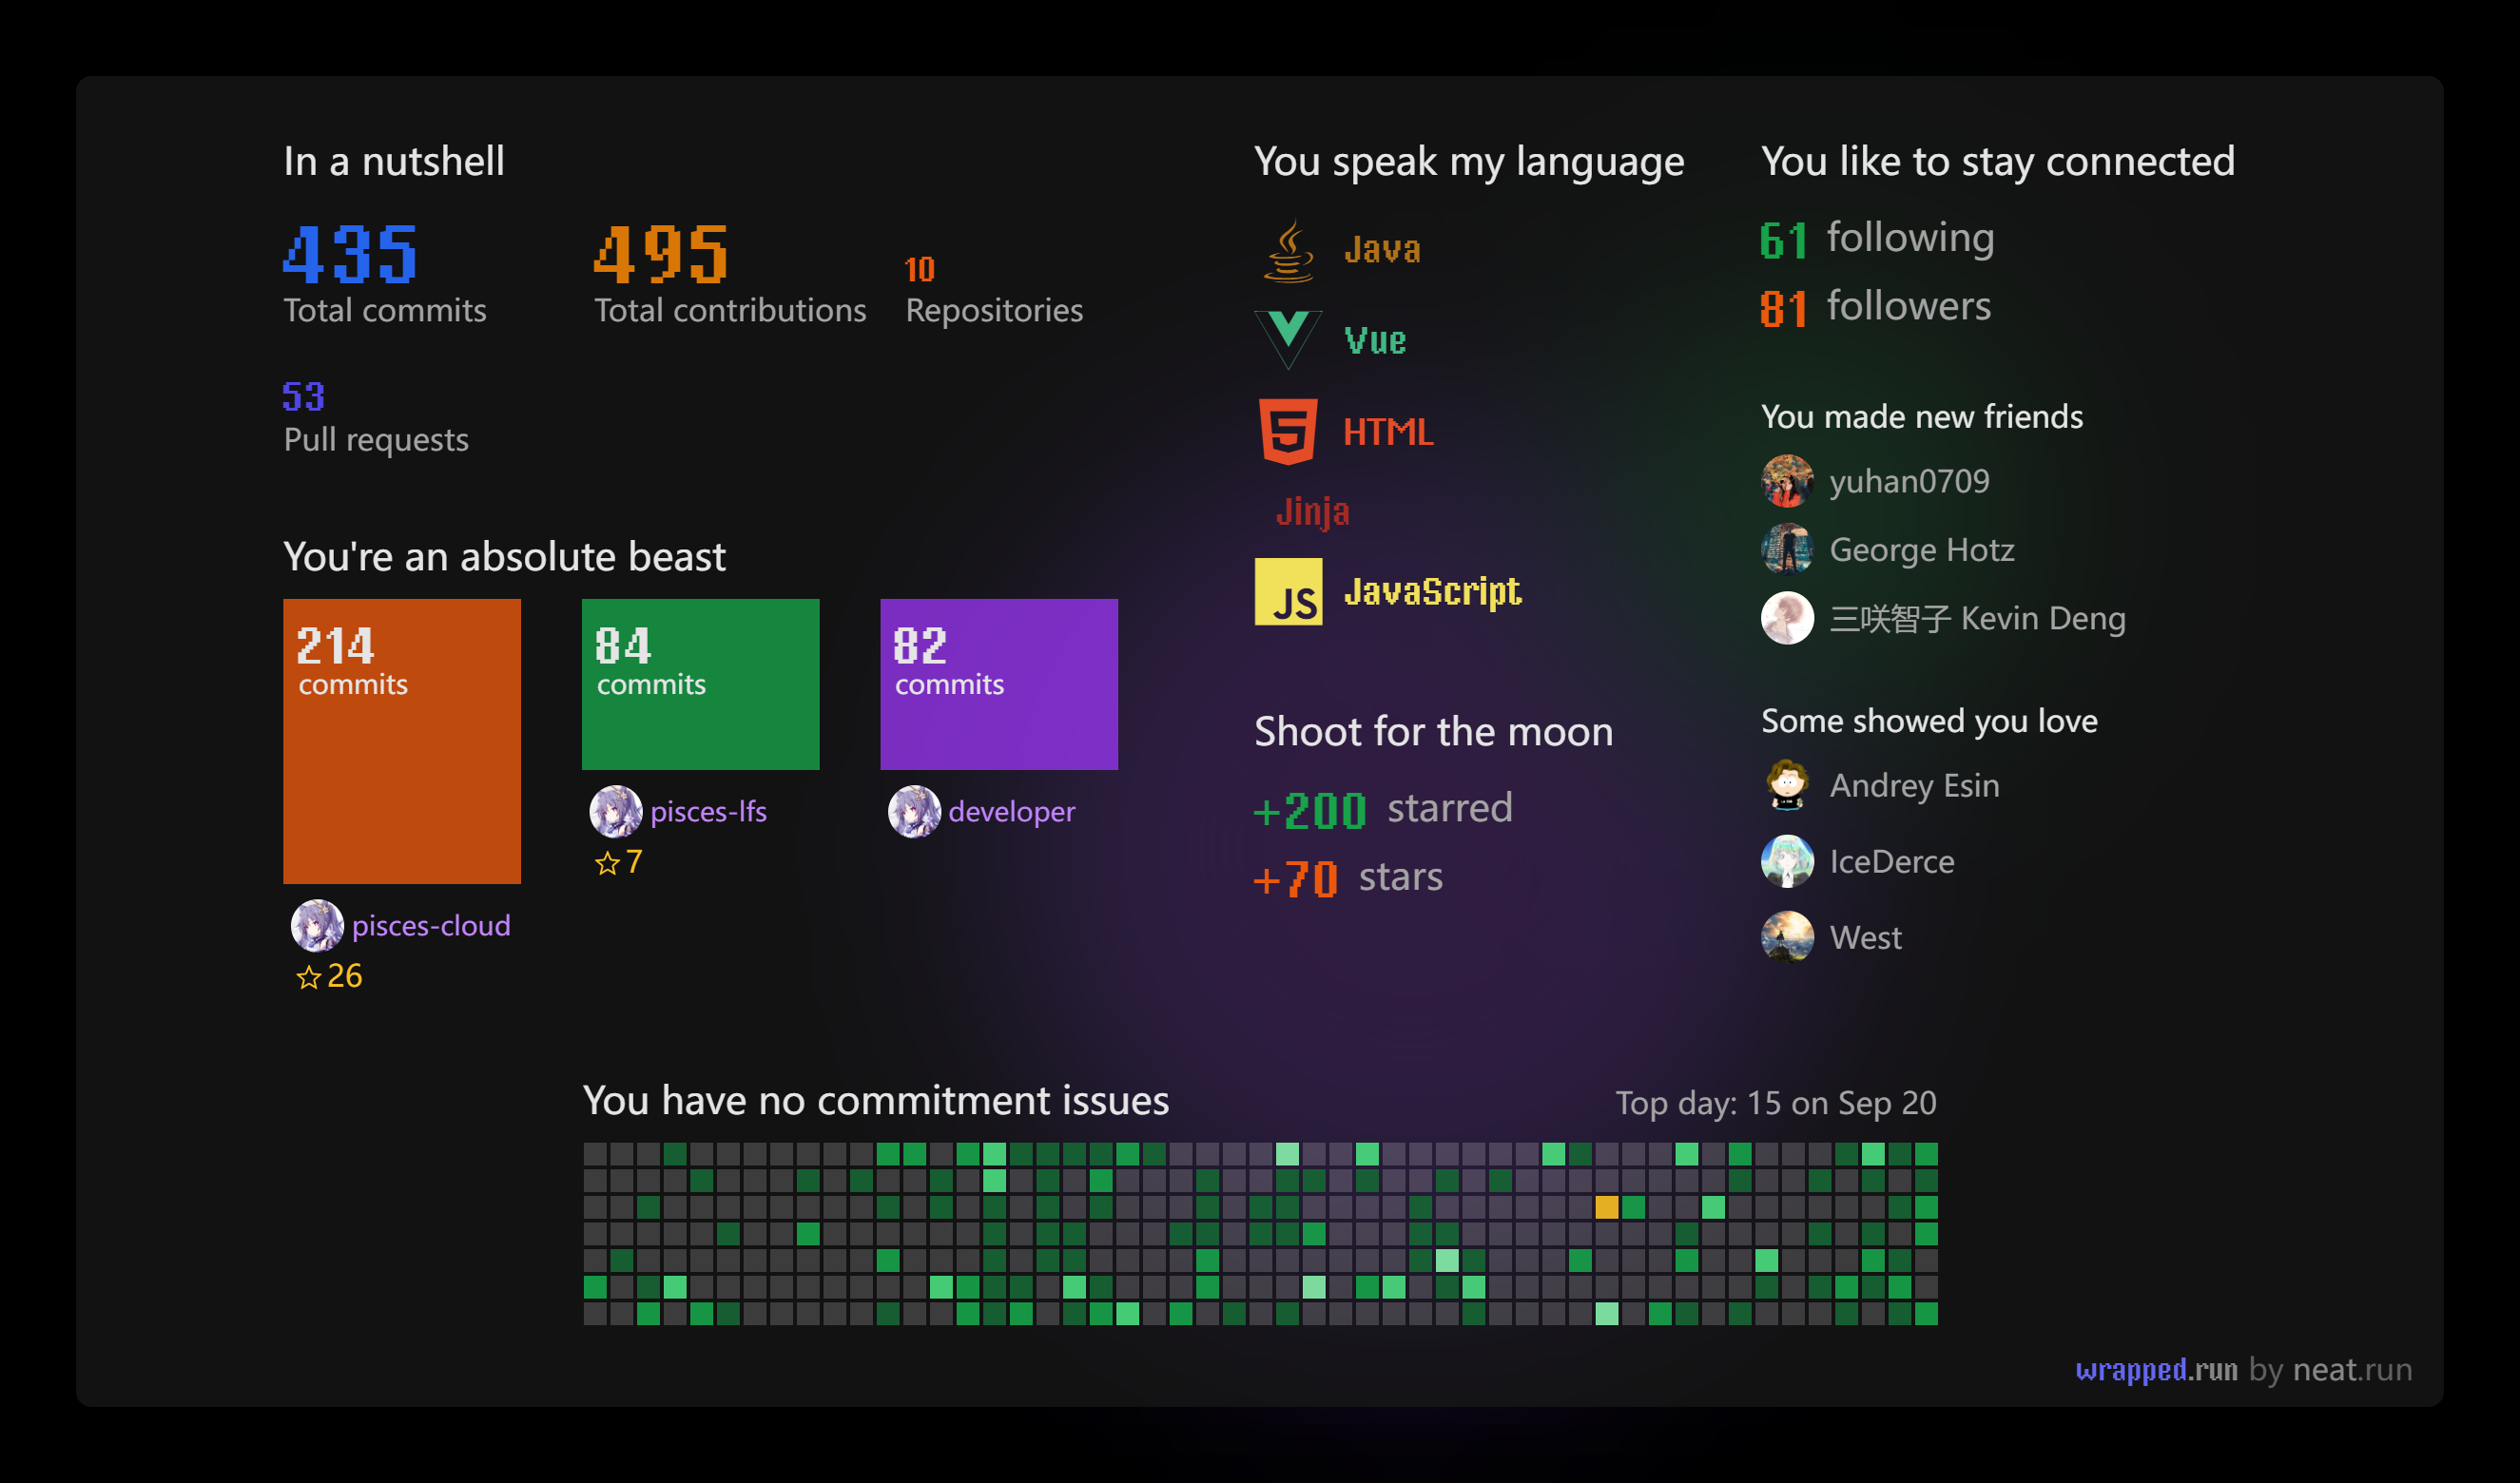 In a nutshell
435
Total commits
495
Total contributions
10
Repositories
53
Pull requests
You're an absolute beast
214
commits
pisces-cloud
26
84
commits
pisces-lfs
7
82
commits
developer
You speak my language
Java
Vue
HTML
Jinja
JS JavaScript
Shoot for the moon
+200 starred
+70 stars
You like to stay connected
61 following
81 followers
You made new friends
yuhan0709
George Hotz
三咲智子 Kevin Deng
Some showed you love
Andrey Esin
IceDerce
West
You have no commitment issues
Top day: 15 on Sep 20
wrapped.run by neat.run